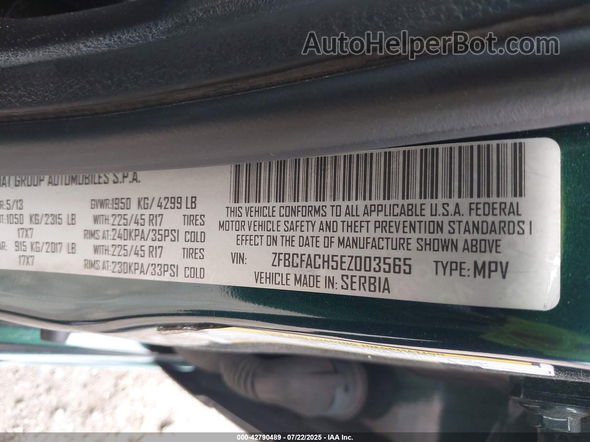 AutoHelperBot.com
AT GROUP AUTOMOBILES S.P.A.
R:5/13 GVWR:1950 KG/4299 LB
1050 KG/2315 LB WITH:225/45 R17 TIRES
17X7 RIMS AT:240KPA/35PSI COLD
AR: 915 KG/2017 LB WITH:225/45 R17 TIRES
17X7 RIMS AT:230KPA/33PSI COLD
THIS VEHICLE CONFORMS TO ALL APPLICABLE U.S.A. FEDERAL
MOTOR VEHICLE SAFETY AND THEFT PREVENTION STANDARDS I
EFFECT ON THE DATE OF MANUFACTURE SHOWN ABOVE
VIN: ZFBCFACH5EZ003565 TYPE: MPV
VEHICLE MADE IN: SERBIA
000-42790489 - 07/22/2025 - IAA Inc.